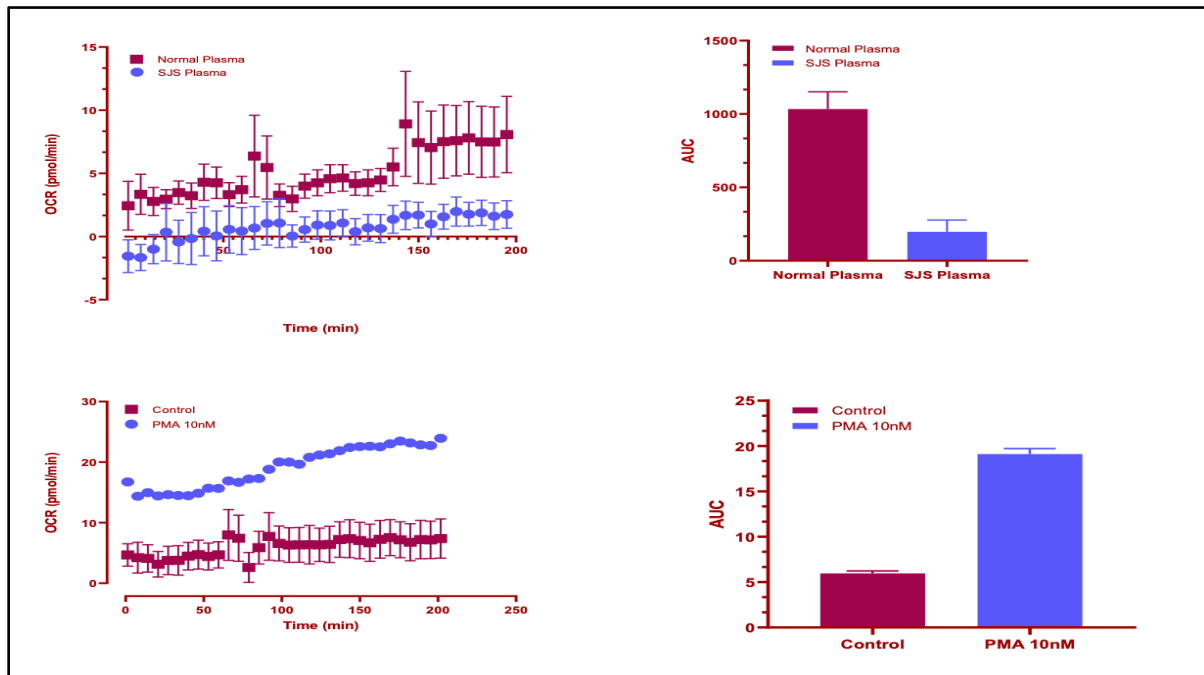 15
10
5
0
-5
OCR (pmol/min)
Normal Plasma
SJS Plasma
50
100
150
200
Time (min)
1500
1000
500
0
AUC
Normal Plasma
SJS Plasma
Normal Plasma
SJS Plasma
30
20
10
0
OCR (pmol/min)
Control
PMA 10nM
0
50
100
150
200
250
Time (min)
25
20
15
10
5
0
AUC
Control
PMA 10nM
Control
PMA 10nM